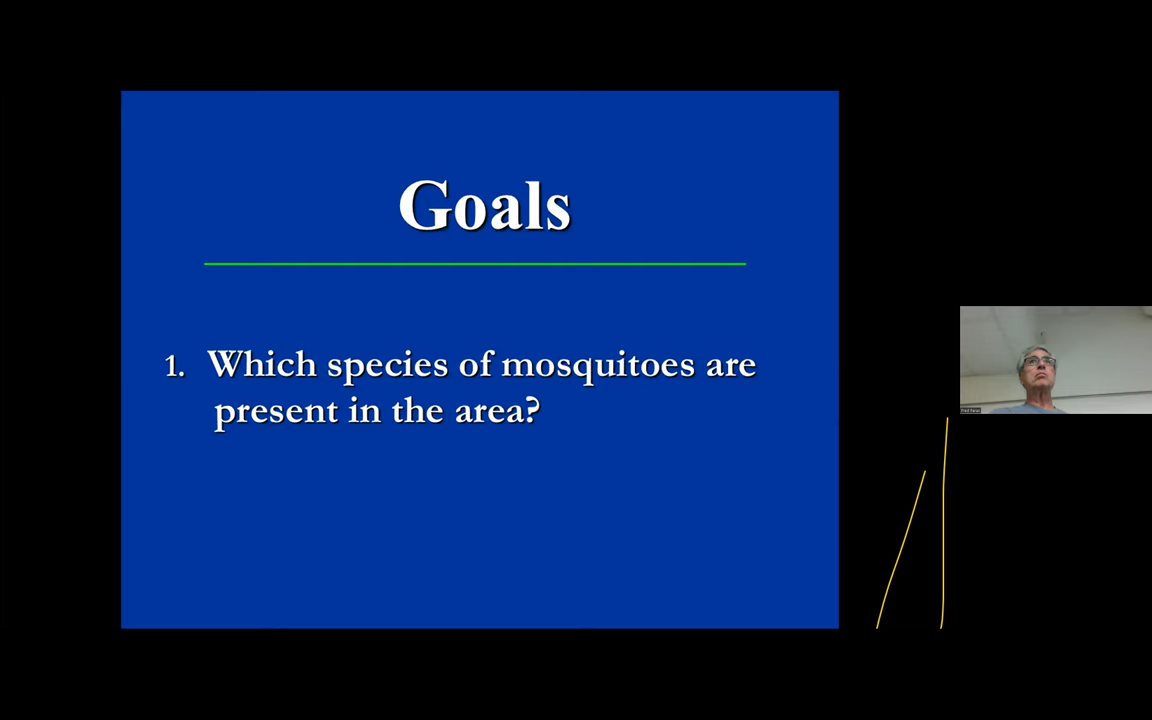 Goals
1. Which species of mosquitoes are
present in the area?